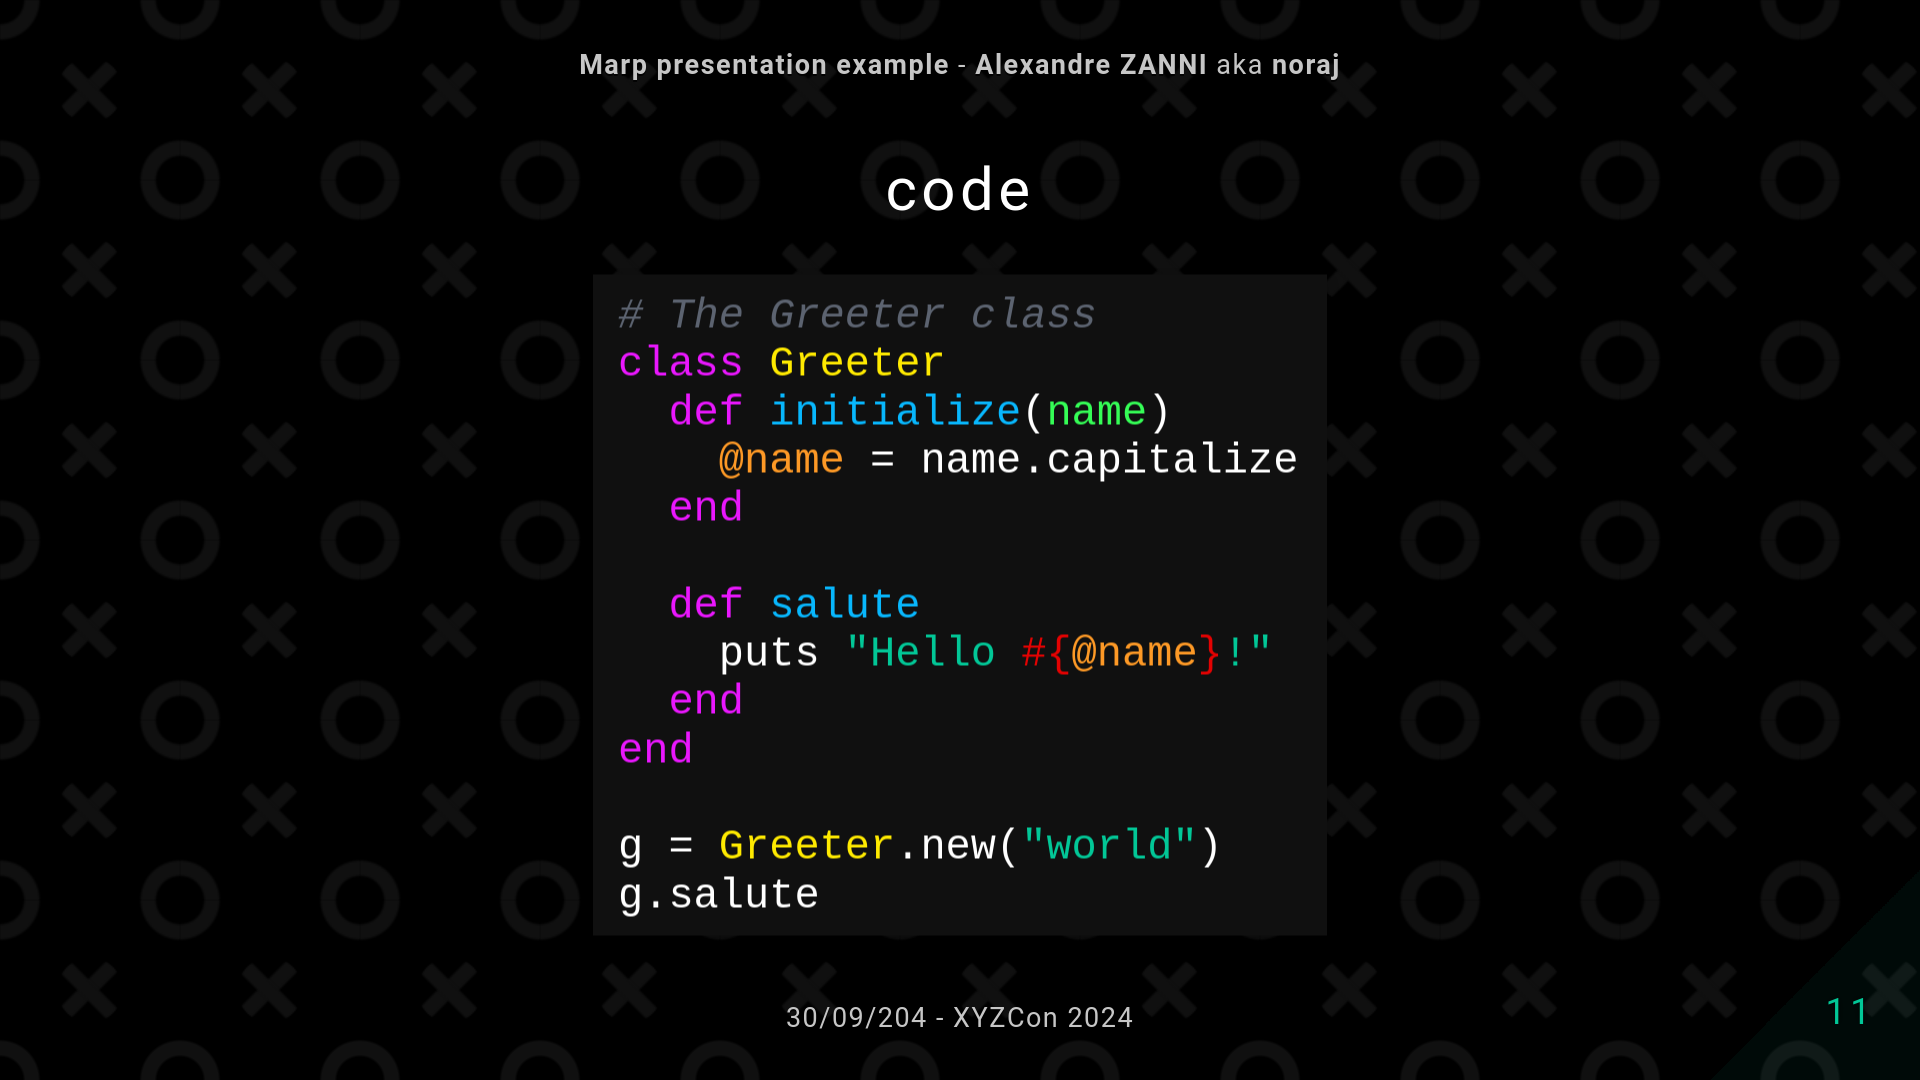 Marp presentation example - Alexandre ZANNI aka noraj
code
# The Greeter class
class Greeter
  def initialize(name)
    @name = name.capitalize
  end

  def salute
    puts "Hello #{@name}!"
  end
end

g = Greeter.new("world")
g.salute
30/09/204 - XYZCon 2024
11